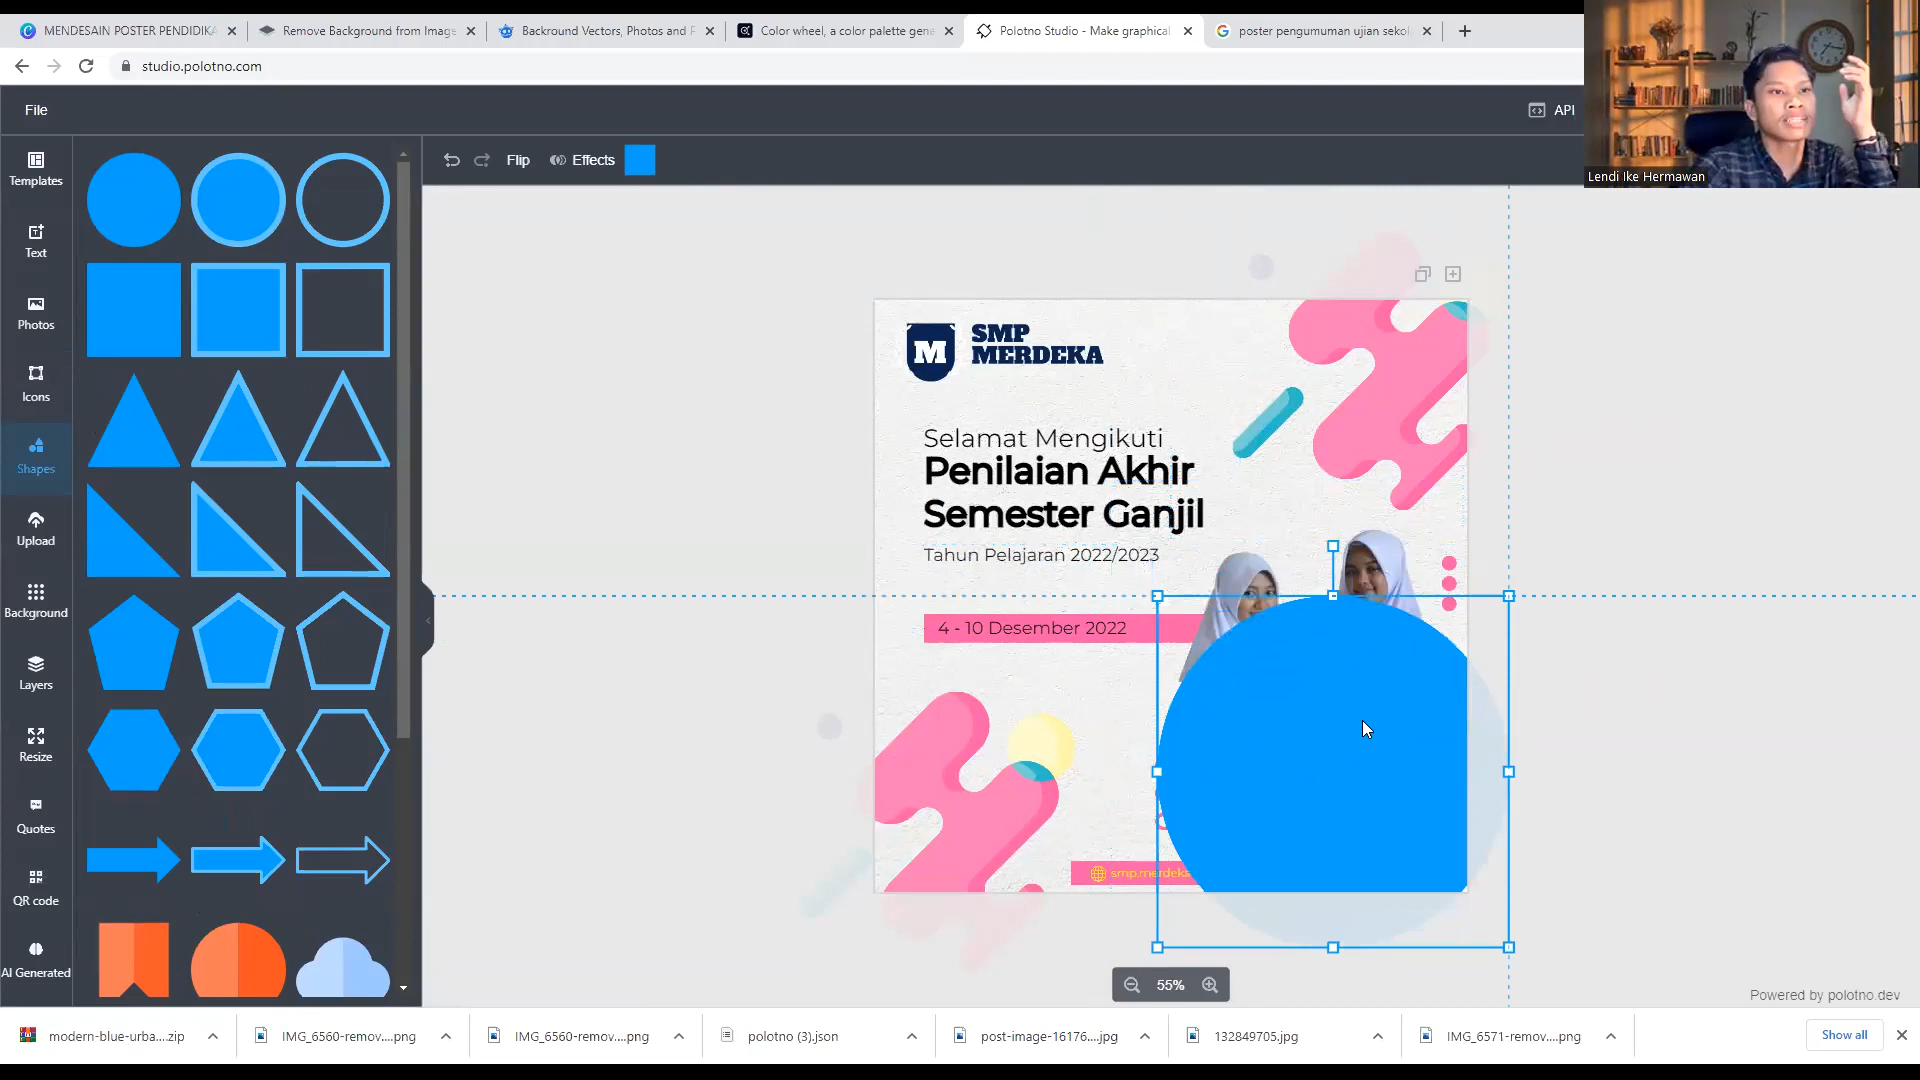 MENDESAIN POSTER PENDIDIKA
Remove Background from Image
Backround Vectors, Photos and F
Color wheel, a color palette gene
Polotno Studio - Make graphical
poster pengumuman ujian sekol
studio.polotno.com
File
API
Lendi Ike Hermawan
Flip
Effects
Templates
Text
Photos
Icons
Shapes
Upload
Background
Layers
Resize
Quotes
QR code
AI Generated
M
SMP
MERDEKA
Selamat Mengikuti
Penilaian Akhir
Semester Ganjil
Tahun Pelajaran 2022/2023
4 - 10 Desember 2022
smp.merdeka
55%
Powered by polotno.dev
modern-blue-urba....zip
IMG_6560-remov....png
IMG_6560-remov....png
polotno (3).json
post-image-16176....jpg
132849705.jpg
IMG_6571-remov....png
Show all